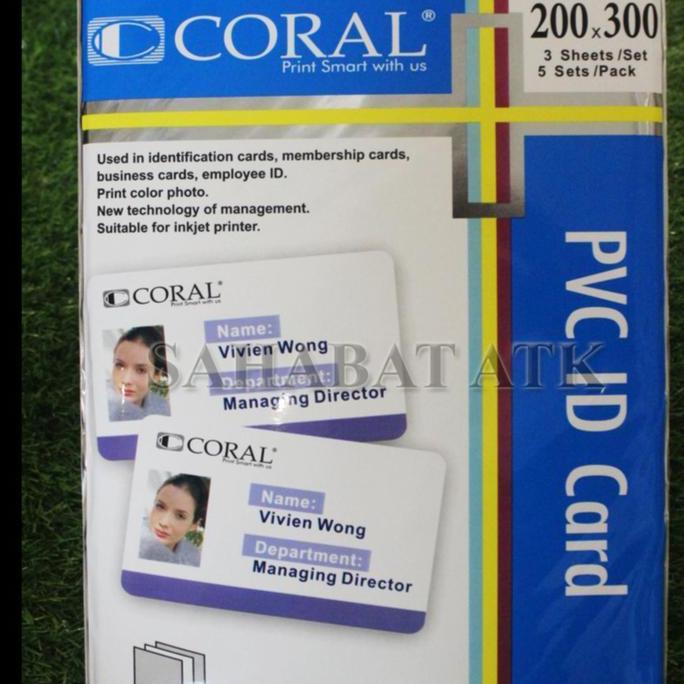 CORAL®
Print Smart with us
200x300
3 Sheets/Set
5 Sets/Pack
Used in identification cards, membership cards,
business cards, employee ID.
Print color photo.
New technology of management.
Suitable for inkjet printer.
PVC ID Card
CORAL®
Print Smart with us
Name:
Vivien Wong
Department:
Managing Director
SAHABAT ATK
CORAL®
Print Smart with us
Name:
Vivien Wong
Department:
Managing Director